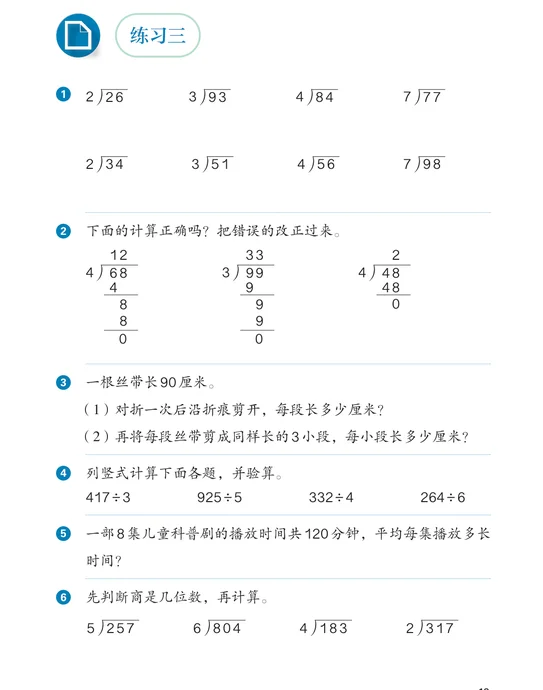 练习三
1 2)26 3)93 4)84 7)77
2)34 3)51 4)56 7)98
2 下面的计算正确吗？把错误的改正过来。
12 33 2
4)68 3)99 4)48
4 9 48
8 9 0
8 9
0 0
3 一根丝带长90厘米。
（1）对折一次后沿折痕剪开，每段长多少厘米？
（2）再将每段丝带剪成同样长的3小段，每小段长多少厘米？
4 列竖式计算下面各题，并验算。
417÷3 925÷5 332÷4 264÷6
5 一部8集儿童科普剧的播放时间共120分钟，平均每集播放多长
时间？
6 先判断商是几位数，再计算。
5)257 6)804 4)183 2)317